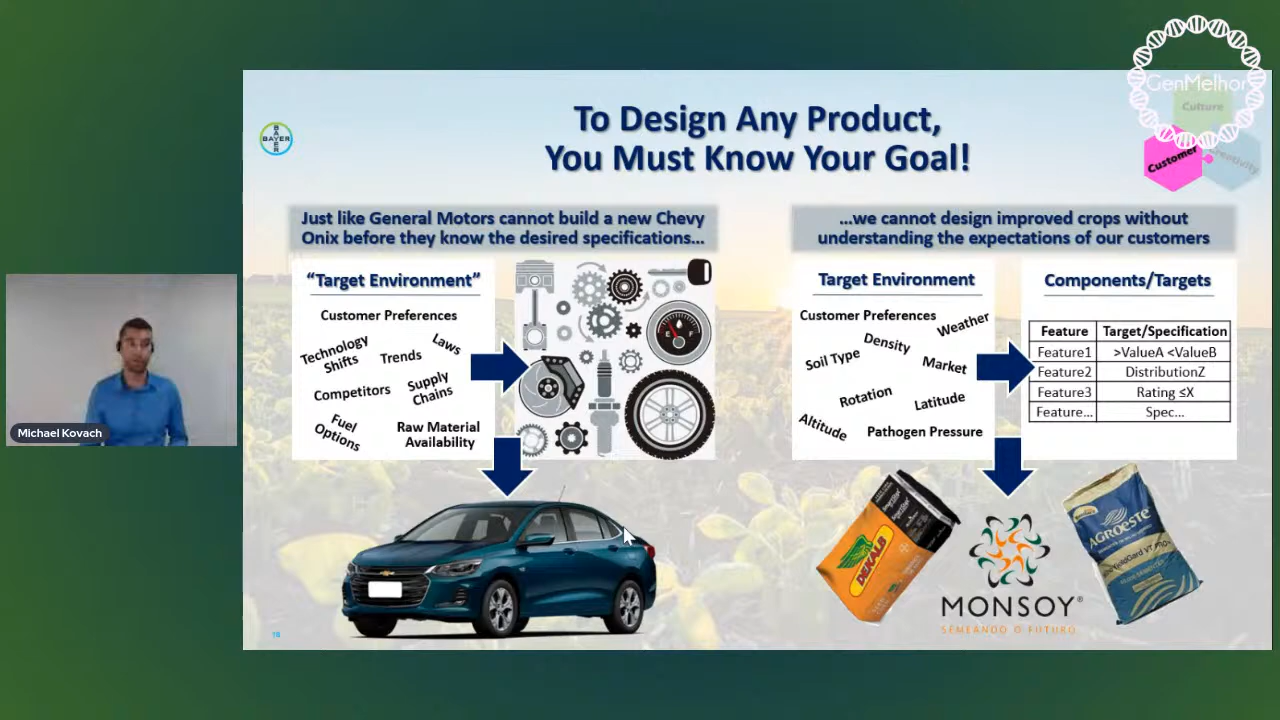 GenMelhor
Culture
Customer
Creativity
To Design Any Product,
You Must Know Your Goal!
BAYER
BAYER
Just like General Motors cannot build a new Chevy
Onix before they know the desired specifications...
...we cannot design improved crops without
understanding the expectations of our customers
"Target Environment"
Customer Preferences
Technology
Shifts
Trends
Laws
Competitors
Supply
Chains
Fuel
Options
Raw Material
Availability
E
F
Target Environment
Customer Preferences
Weather
Density
Soil Type
Market
Rotation
Latitude
Altitude
Pathogen Pressure
Components/Targets
Feature Target/Specification
Feature1 >ValueA <ValueB
Feature2 DistributionZ
Feature3 Rating ≤X
Feature... Spec...
Michael Kovach
DEKALB
MONSOY®
SEMEANDO O FUTURO
AGROESTE
16